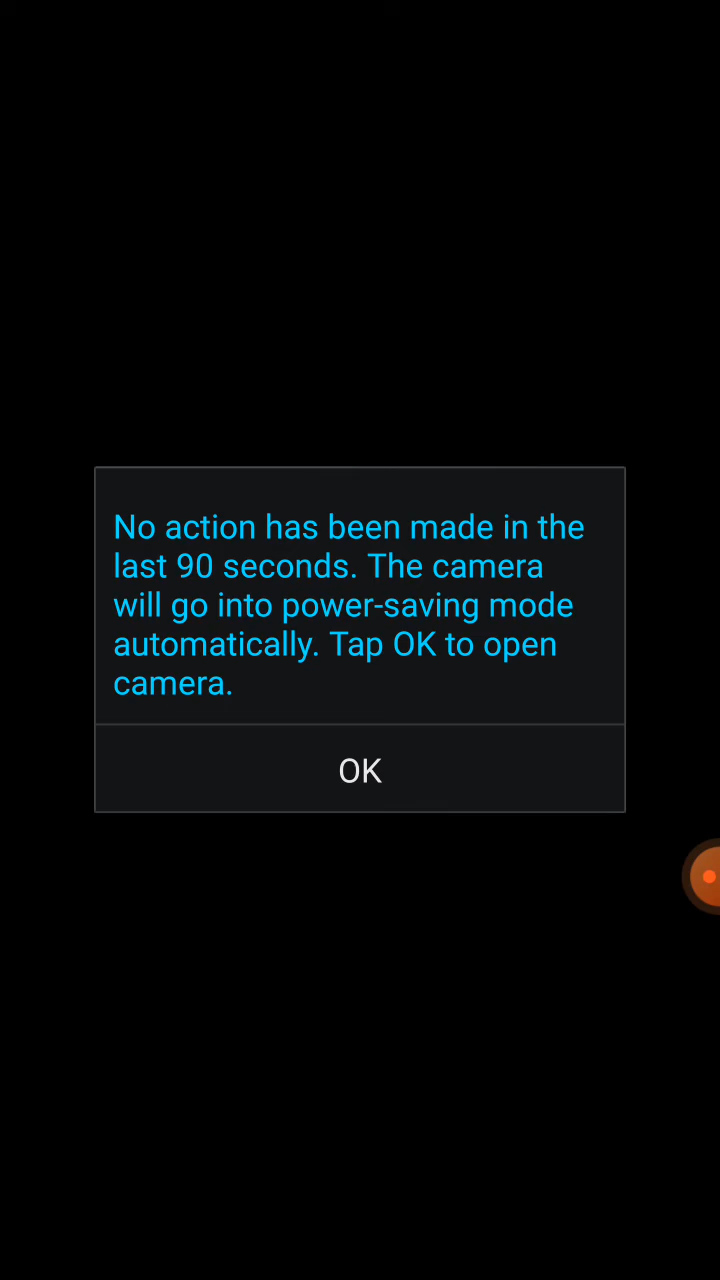 No action has been made in the
last 90 seconds. The camera
will go into power-saving mode
automatically. Tap OK to open
camera.
OK